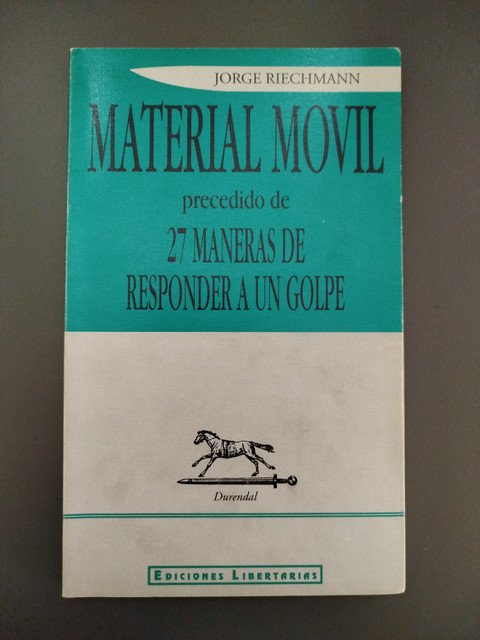 JORGE RIECHMANN
MATERIAL MOVIL
precedido de
27 MANERAS DE
RESPONDER A UN GOLPE
Durendal
EDICIONES LIBERTARIAS